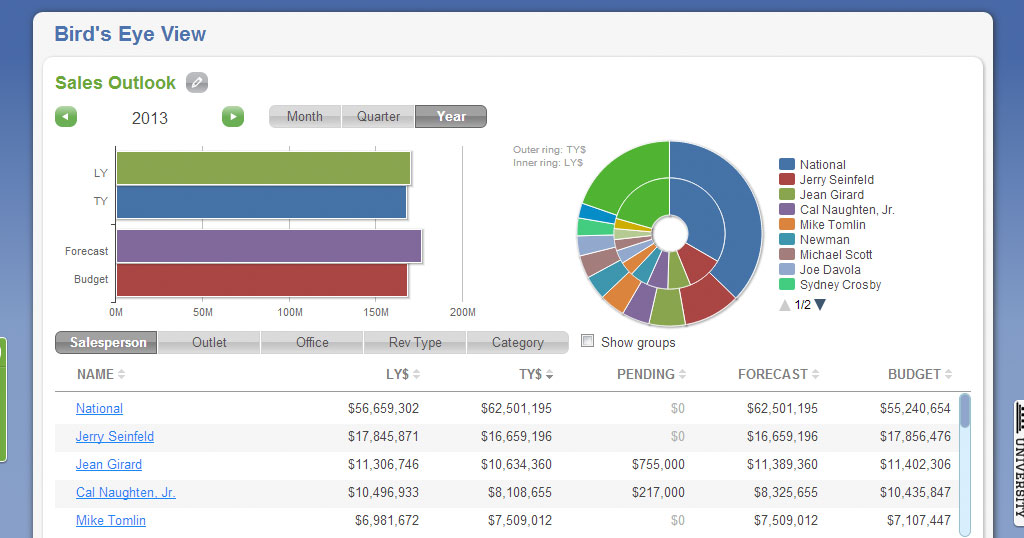 Bird's Eye View
Sales Outlook
2013
Month Quarter Year
LY
TY
Forecast
Budget
0M 50M 100M 150M 200M
Outer ring: TY$
Inner ring: LY$
National
Jerry Seinfeld
Jean Girard
Cal Naughten, Jr.
Mike Tomlin
Newman
Michael Scott
Joe Davola
Sydney Crosby
1/2
Salesperson Outlet Office Rev Type Category Show groups
NAME LY$ TY$ PENDING FORECAST BUDGET
National $56,659,302 $62,501,195 $0 $62,501,195 $55,240,654
Jerry Seinfeld $17,845,871 $16,659,196 $0 $16,659,196 $17,856,476
Jean Girard $11,306,746 $10,634,360 $755,000 $11,389,360 $11,402,306
Cal Naughten, Jr. $10,496,933 $8,108,655 $217,000 $8,325,655 $10,435,847
Mike Tomlin $6,981,672 $7,509,012 $0 $7,509,012 $7,107,447
UNIVERSITY